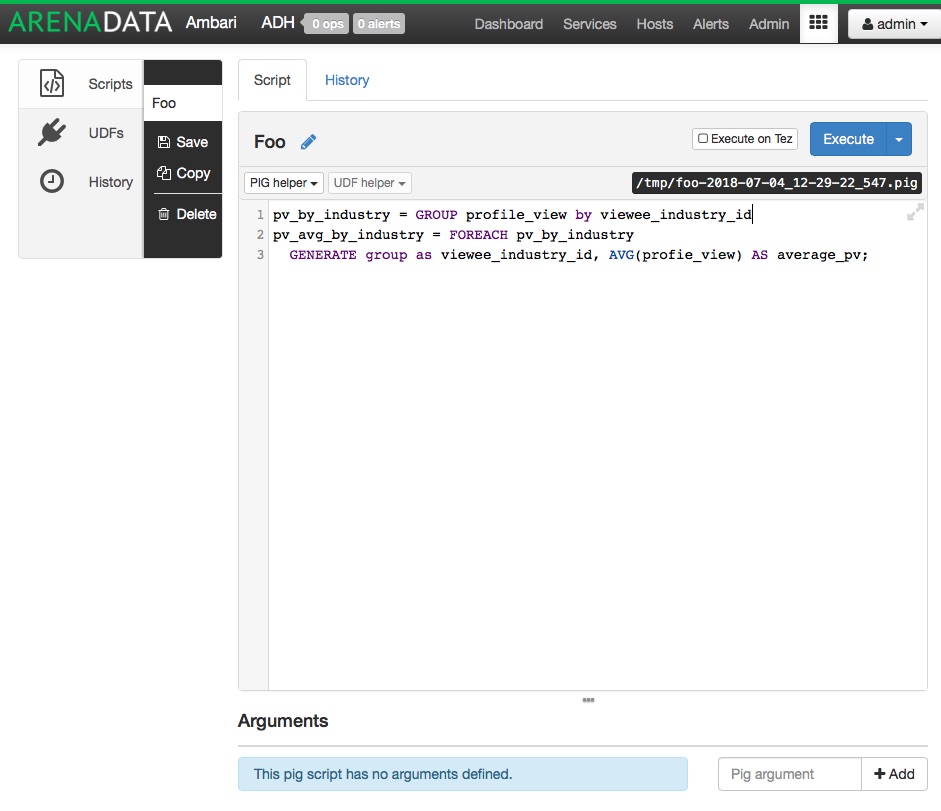 ARENADATA Ambari ADH 0 ops 0 alerts Dashboard Services Hosts Alerts Admin admin
Scripts
UDFs
History
Foo
Save
Copy
Delete
Script History
Foo Execute on Tez Execute
PIG helper UDF helper /tmp/foo-2018-07-04_12-29-22_547.pig
1 pv_by_industry = GROUP profile_view by viewee_industry_id
2 pv_avg_by_industry = FOREACH pv_by_industry
3 GENERATE group as viewee_industry_id, AVG(profie_view) AS average_pv;
Arguments
This pig script has no arguments defined. Pig argument + Add